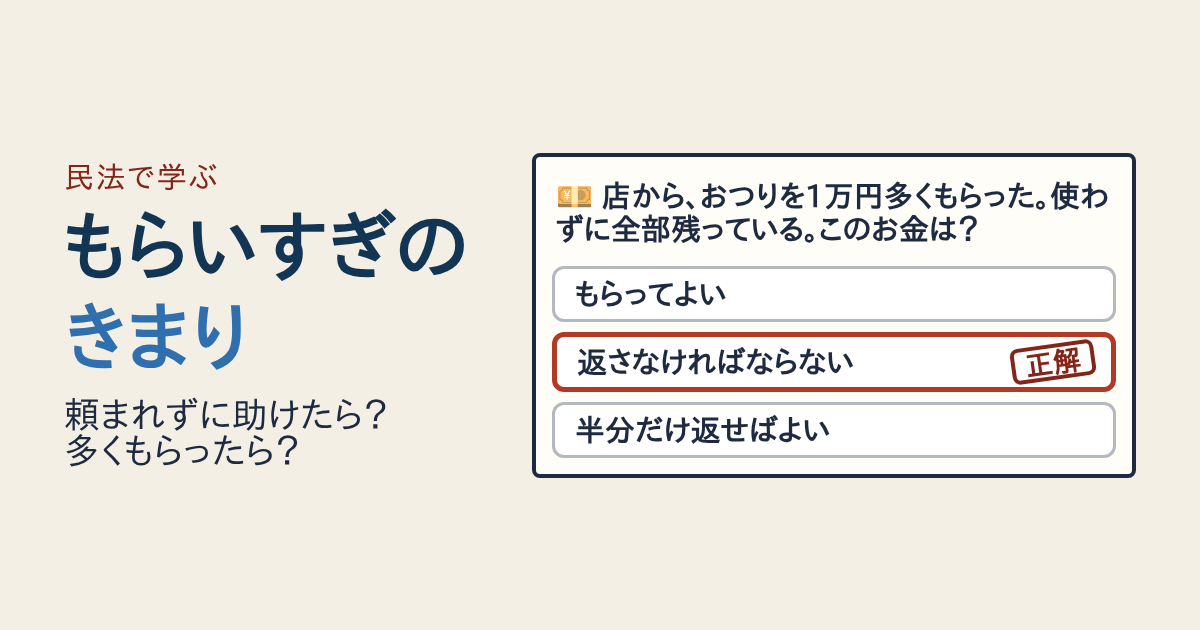 民法で学ぶ
もらいすぎの
きまり
頼まれずに助けたら？
多くもらったら？
💴 店から、おつりを1万円多くもらった。使わ
ずに全部残っている。このお金は？
もらってよい
返さなければならない
正解
半分だけ返せばよい